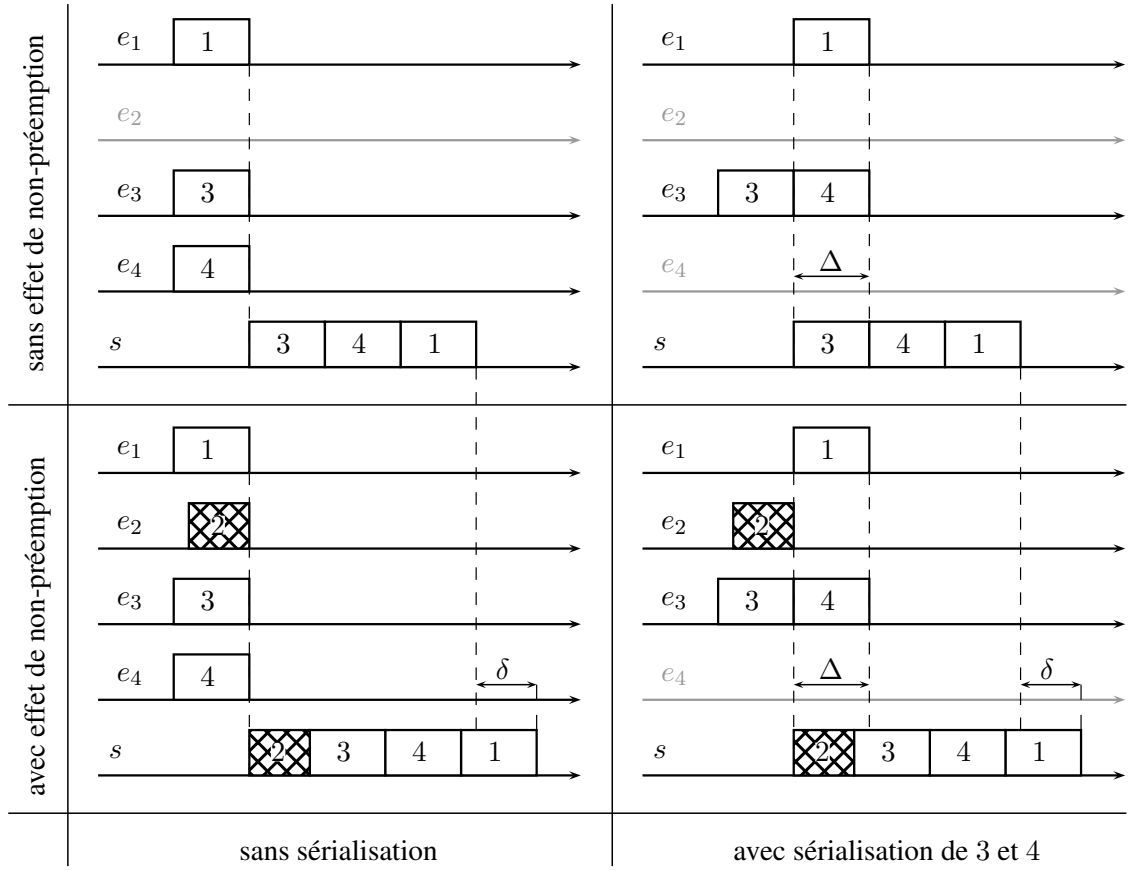 sans effet de non-préemption
e1 1
e2
e3 3
e4 4
s 3 4 1
e1 1
e2
e3 3 4
e4 Δ
s 3 4 1
avec effet de non-préemption
e1 1
e2 2
e3 3
e4 4 δ
s 2 3 4 1
e1 1
e2 2
e3 3 4
e4 Δ δ
s 2 3 4 1
sans sérialisation
avec sérialisation de 3 et 4